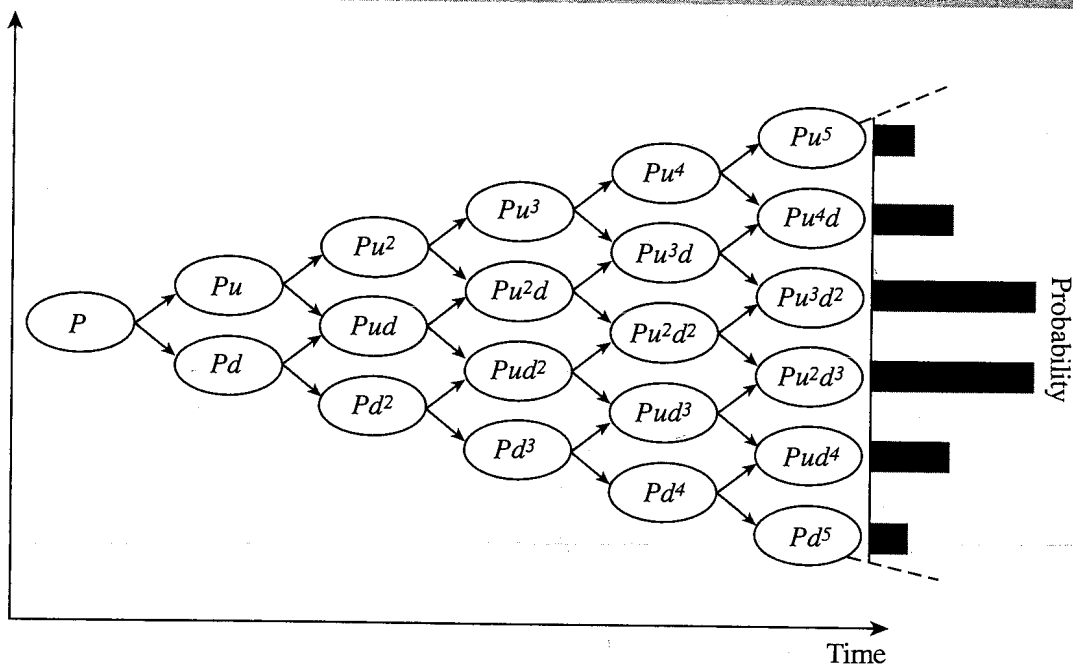 P
Pu
Pd
Pu²
Pud
Pd²
Pu³
Pu²d
Pud²
Pd³
Pu⁴
Pu³d
Pu²d²
Pud³
Pd⁴
Pu⁵
Pu⁴d
Pu³d²
Pu²d³
Pud⁴
Pd⁵
Probability
Time